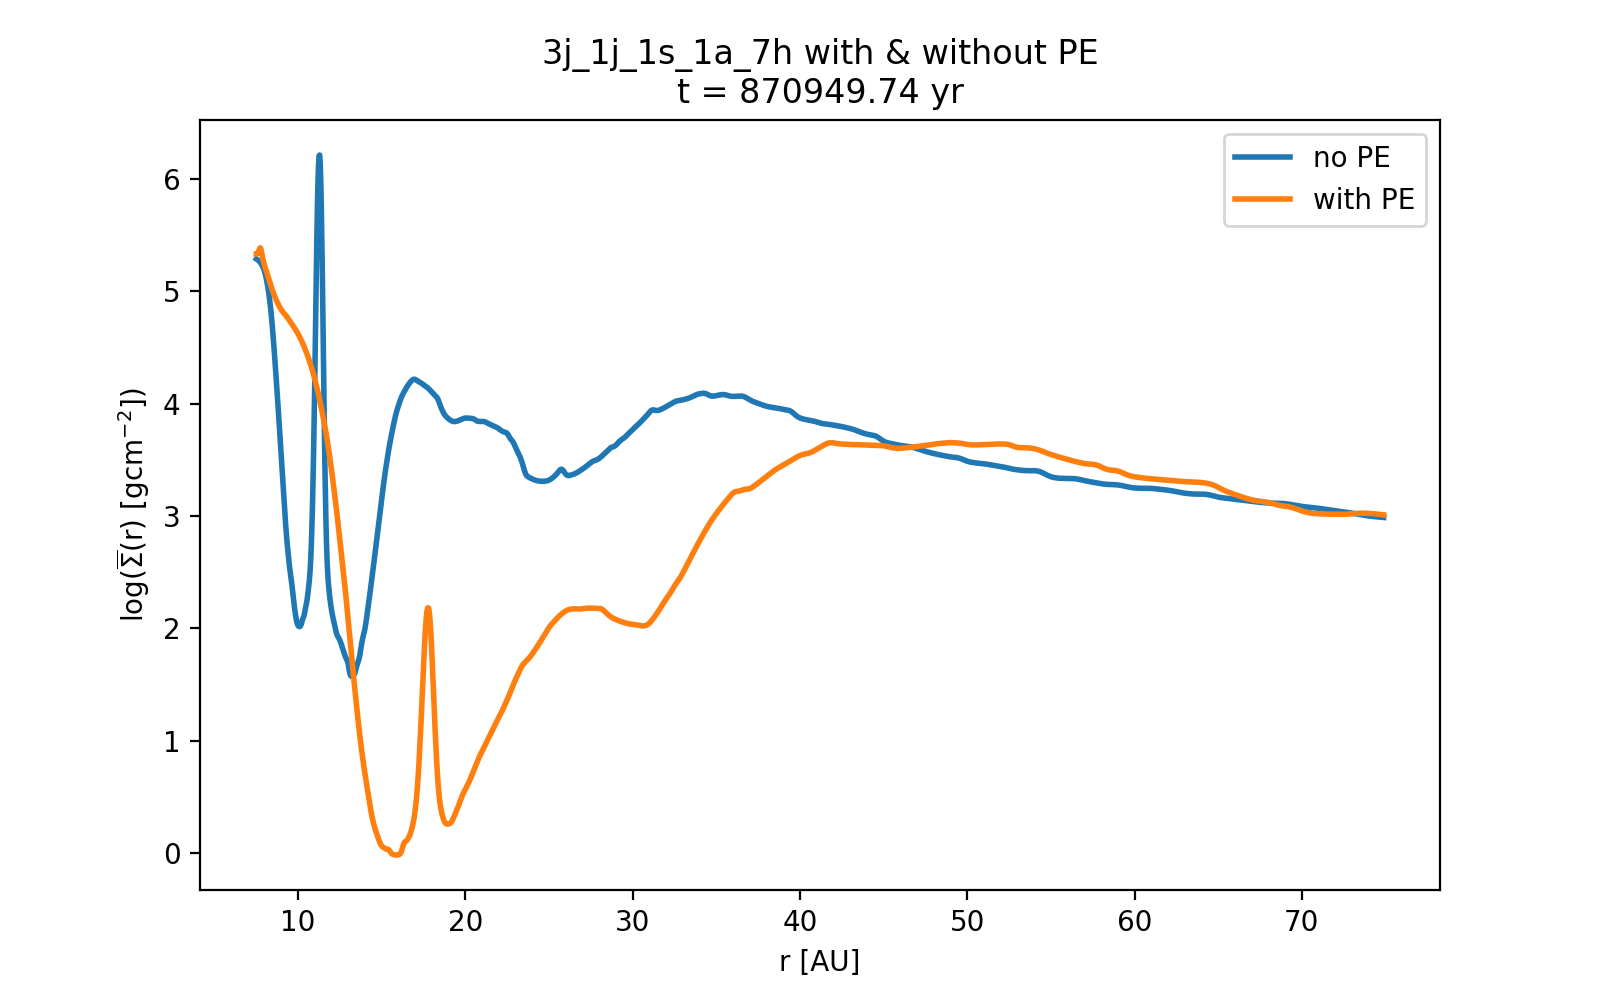 3j_1j_1s_1a_7h with & without PE
t = 870949.74 yr
no PE
with PE
6
5
4
3
2
1
0
log(Σ̅(r) [gcm⁻²])
10 20 30 40 50 60 70
r [AU]